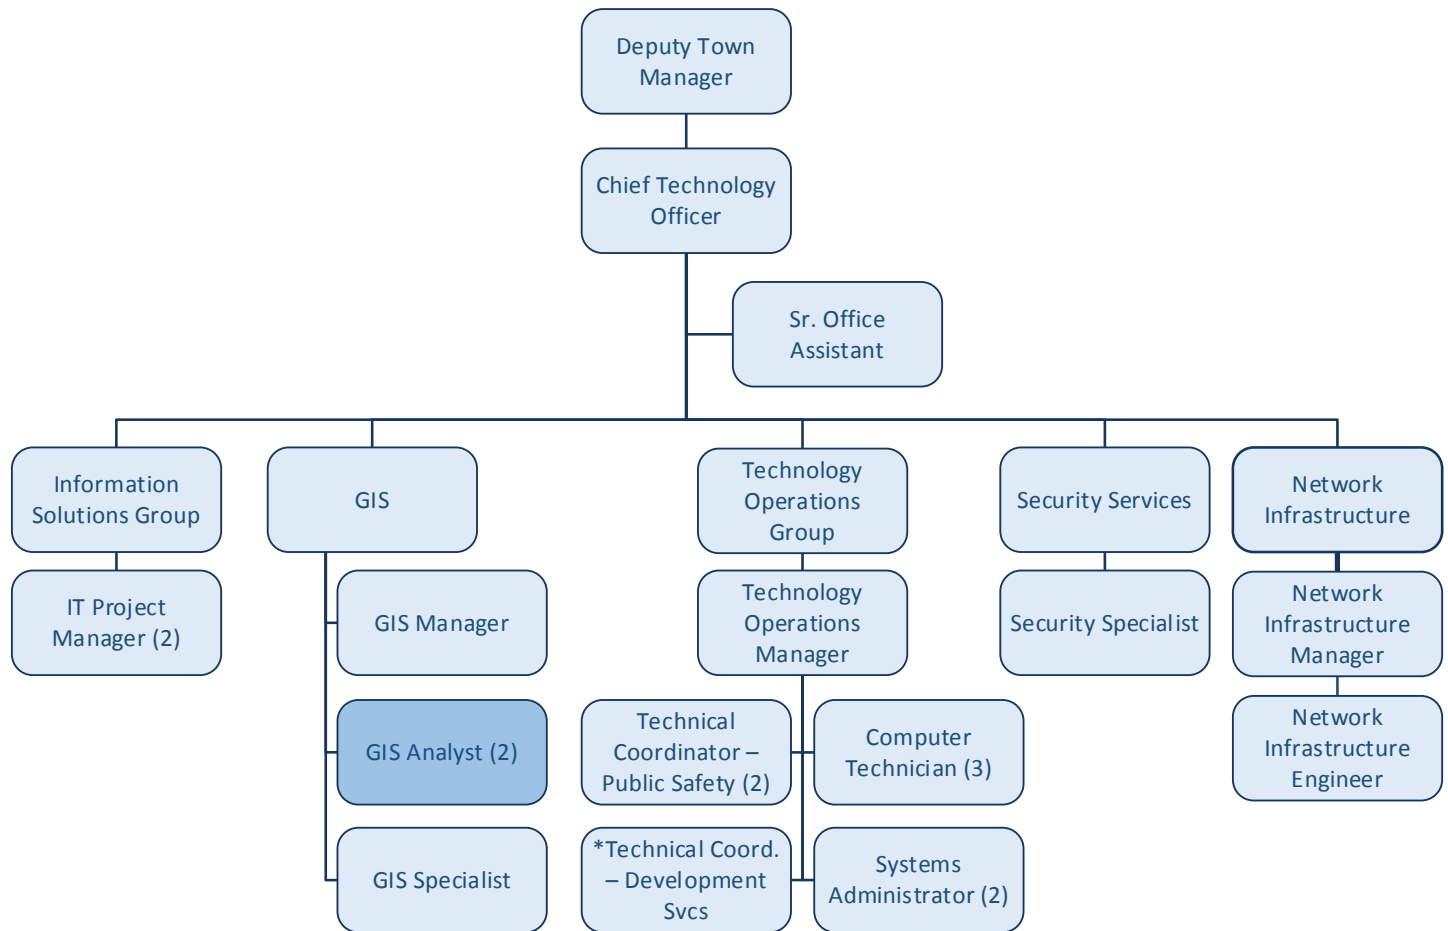 Deputy Town
Manager
Chief Technology
Officer
Sr. Office
Assistant
Information
Solutions Group
GIS
Technology
Operations
Group
Security Services
Network
Infrastructure
IT Project
Manager (2)
GIS Manager
Technology
Operations
Manager
Security Specialist
Network
Infrastructure
Manager
GIS Analyst (2)
Technical
Coordinator –
Public Safety (2)
Computer
Technician (3)
Network
Infrastructure
Engineer
GIS Specialist
*Technical Coord.
– Development
Svcs
Systems
Administrator (2)